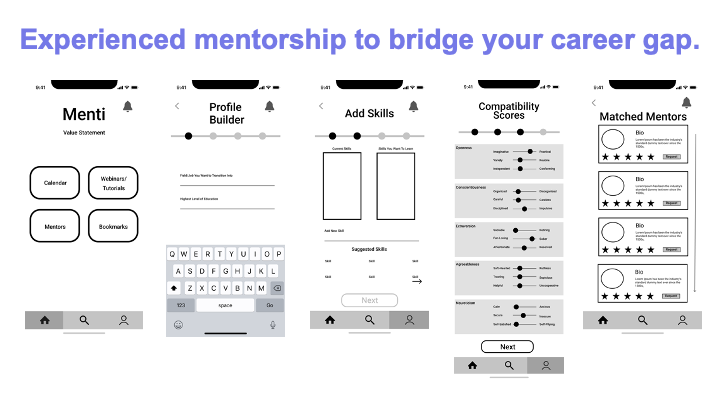 Experienced mentorship to bridge your career gap.
9:41
Menti
Value Statement
Calendar
Webinars/
Tutorials
Mentors
Bookmarks
9:41
Profile
Builder
Field/Job You Want to Transition Into
Highest Level of Education
Q W E R T Y U I O P
A S D F G H J K L
Z X C V B N M
123
space
Go
9:41
Add Skills
Current Skills
Skills You Want To Learn
Add New Skill
Suggested Skills
Skill Skill Skill
Skill Skill Skill
Next
9:41
Compatibility
Scores
Openness
Imaginative Practical
Variety Routine
Independent Conforming
Conscientiousness
Organized Disorganized
Careful Careless
Disciplined Impulsive
Extraversion
Sociable Retiring
Fun-Loving Sober
Affectionate Reserved
Agreeableness
Soft-Hearted Ruthless
Trusting Suspicious
Helpful Uncooperative
Neuroticism
Calm Anxious
Secure Insecure
Self-Satisfied Self-Pitying
Next
9:41
Matched Mentors
Bio
Lorem Ipsum has been the industry's
standard dummy text ever since the
1500s,
Request
Bio
Lorem Ipsum has been the industry's
standard dummy text ever since the
1500s,
Request
Bio
Lorem Ipsum has been the industry's
standard dummy text ever since the
1500s,
Request
Bio
Lorem Ipsum has been the industry's
standard dummy text ever since the
1500s,
Request